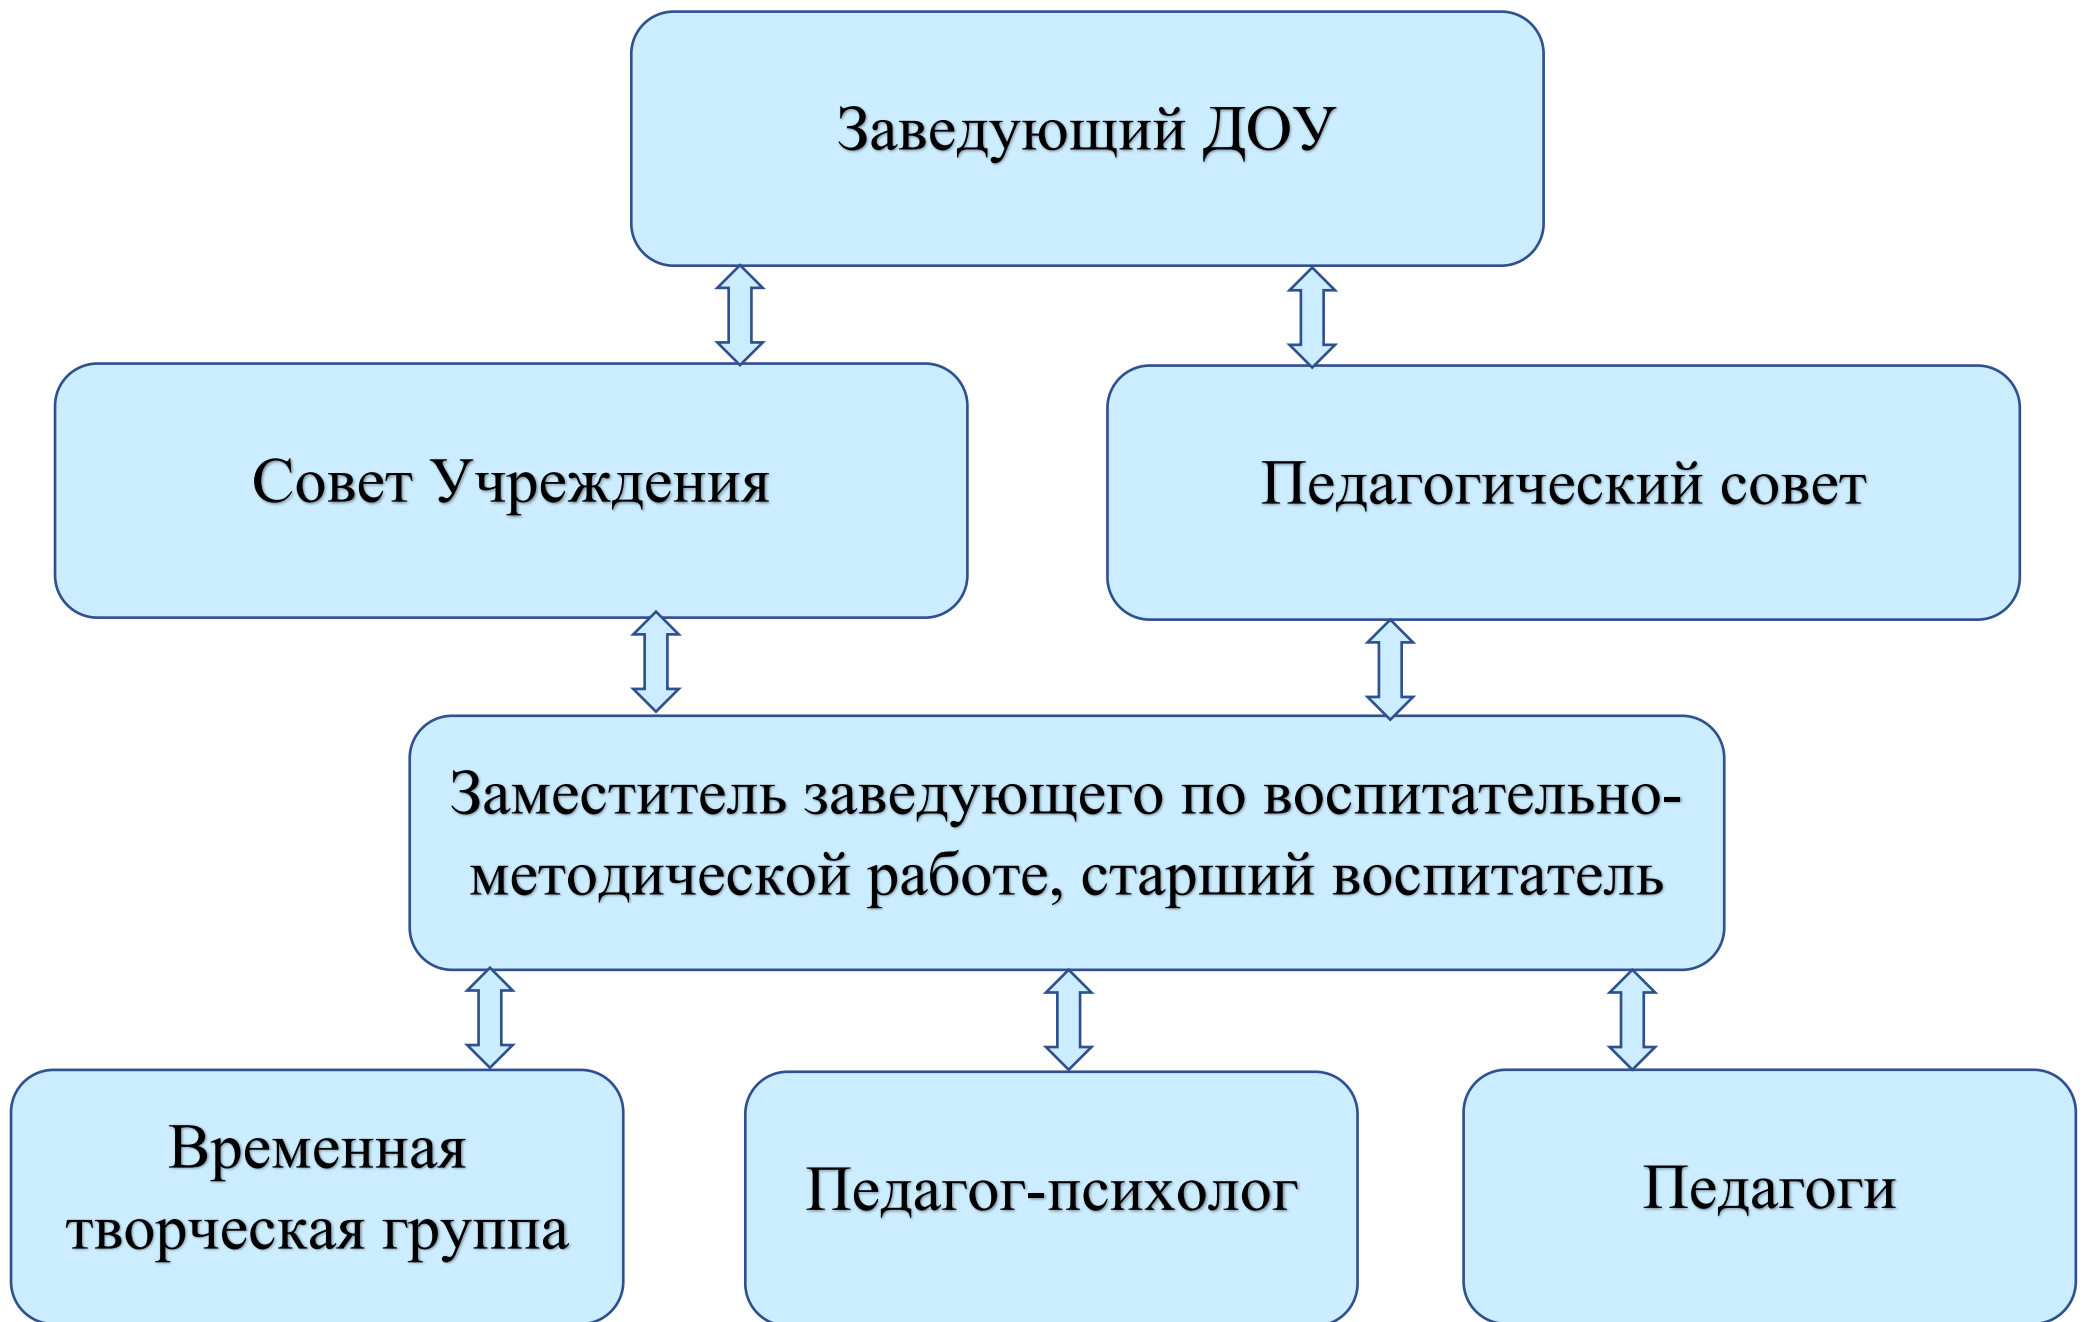 Заведующий ДОУ
Совет Учреждения
Педагогический совет
Заместитель заведующего по воспитательно-
методической работе, старший воспитатель
Временная
творческая группа
Педагог-психолог
Педагоги